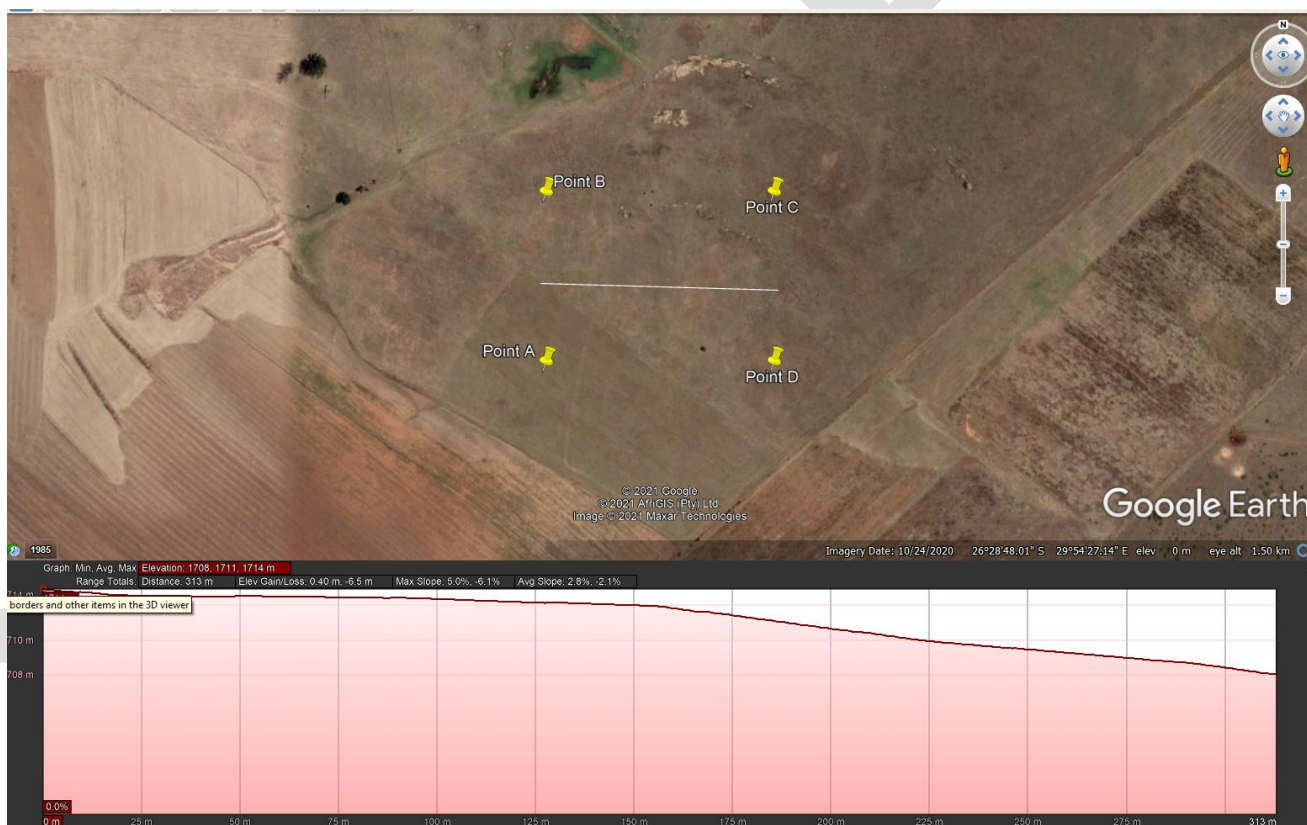 N
Point B
Point C
Point A
Point D
© 2021 Google
© 2021 AfriGIS (Pty) Ltd
Image © 2021 Maxar Technologies
Google Earth
1985
Imagery Date: 10/24/2020 26°28'48.01" S 29°54'27.14" E elev 0 m eye alt 1.50 km
Graph: Min, Avg, Max Elevation: 1708, 1711, 1714 m
Range Totals: Distance: 313 m Elev Gain/Loss: 0.40 m, -6.5 m Max Slope: 5.0%, -6.1% Avg Slope: 2.8%, -2.1%
borders and other items in the 3D viewer
710 m
708 m
0.0%
0 m 25 m 50 m 75 m 100 m 125 m 150 m 175 m 200 m 225 m 250 m 275 m 313 m